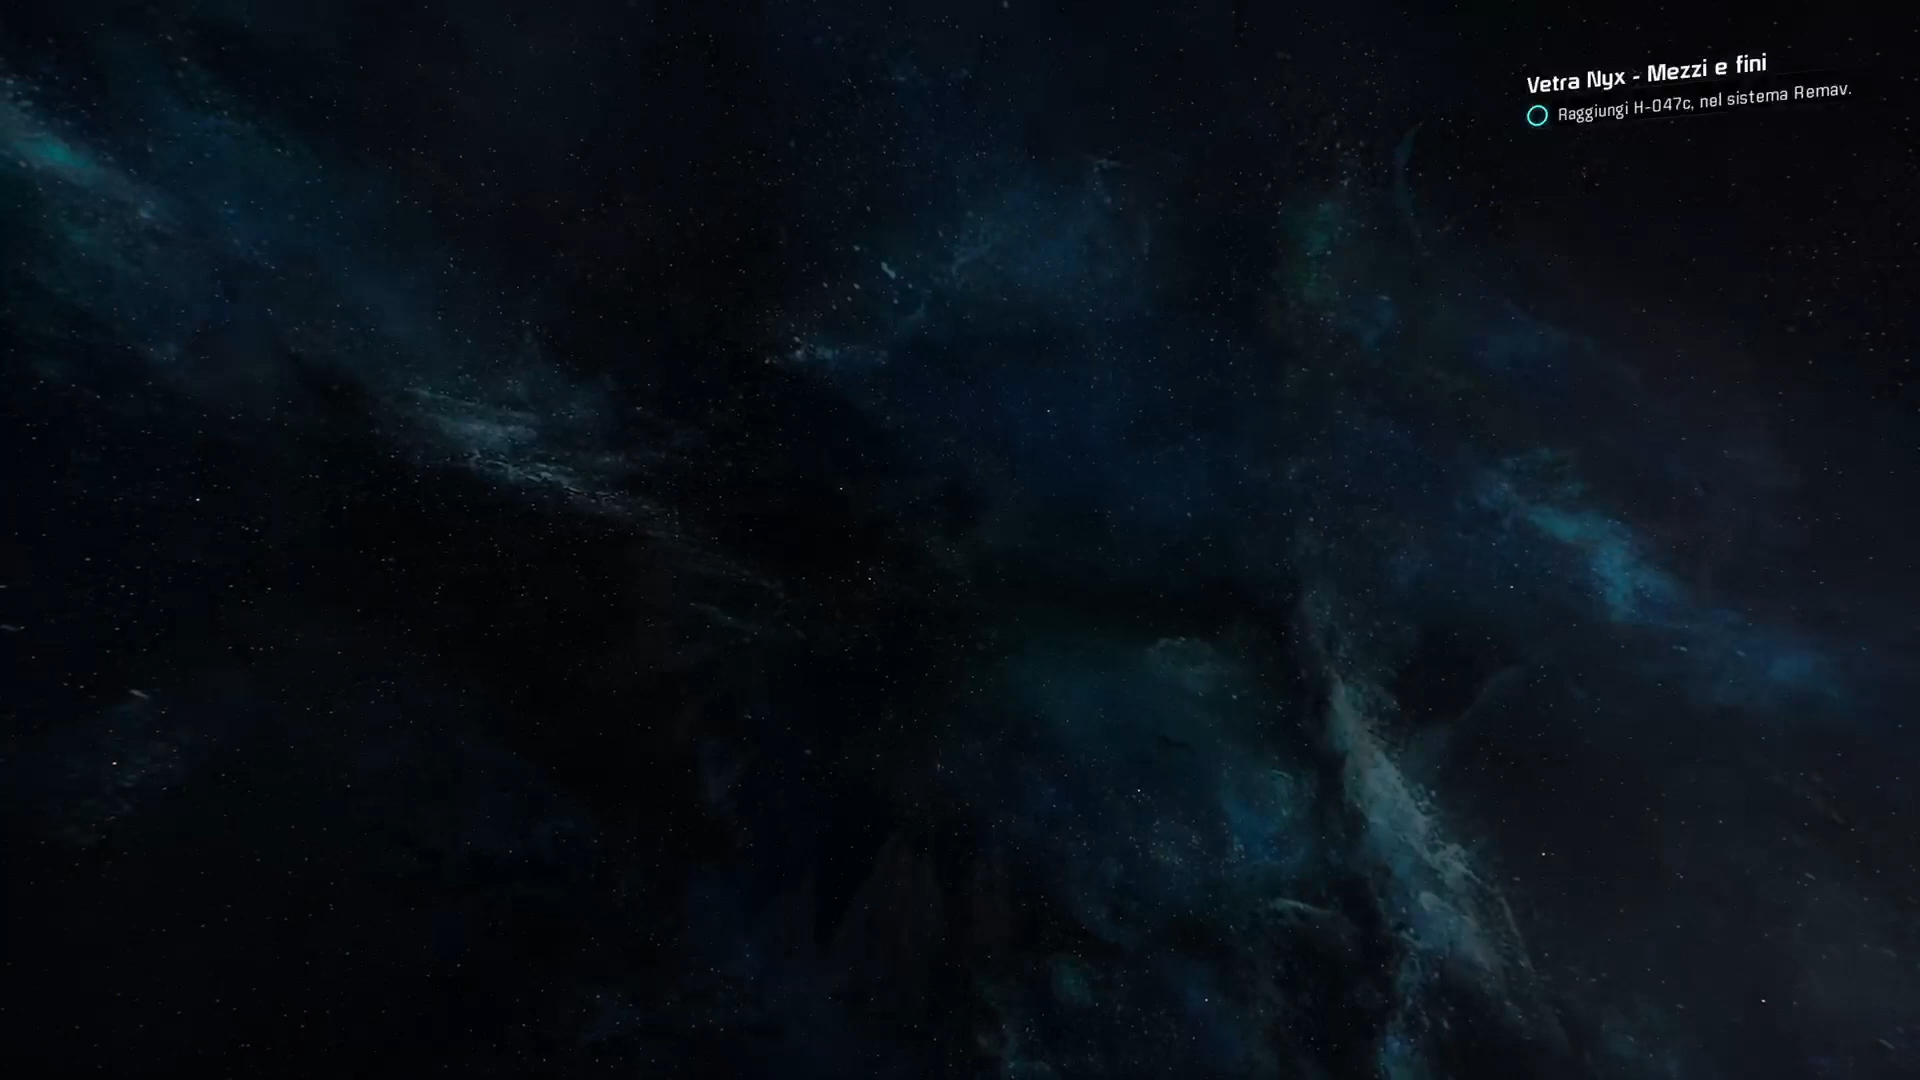 Vetra Nyx - Mezzi e fini
Raggiungi H-047c, nel sistema Remav.